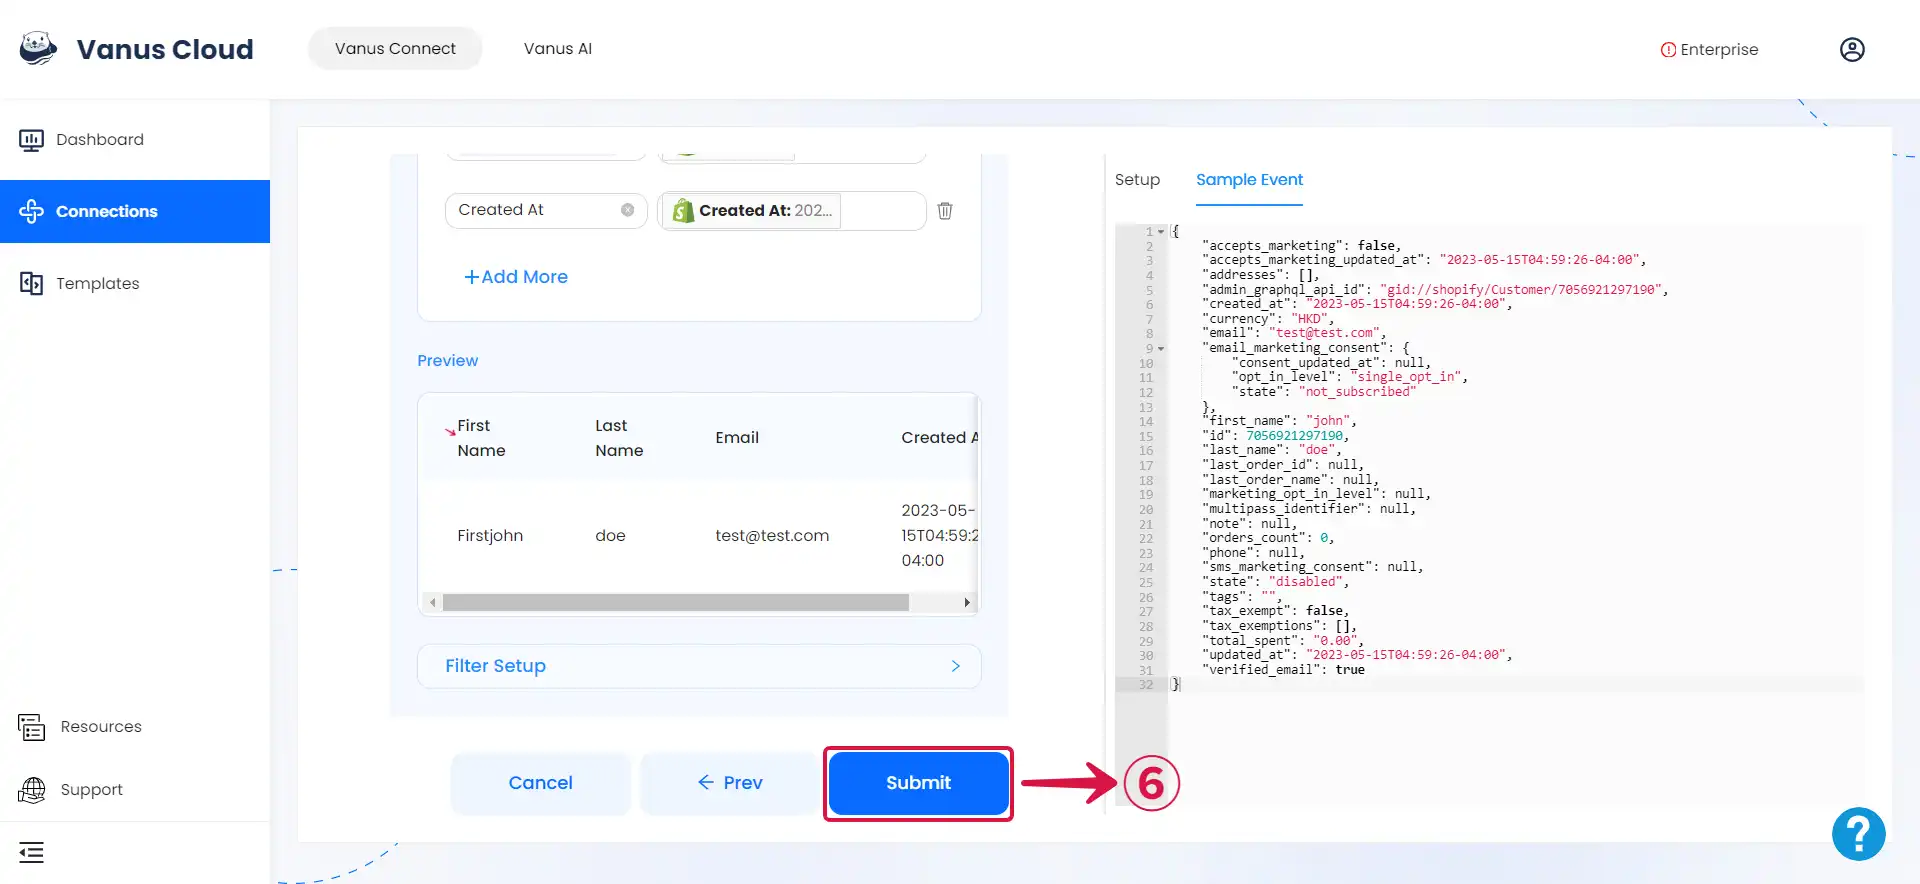 Vanus Cloud
Vanus Connect
Vanus AI
Enterprise
Dashboard
Connections
Templates
Resources
Support
Created At
Created At: 202...
+Add More
Preview
First Name
Last Name
Email
Created A
Firstjohn
doe
test@test.com
2023-05-
15T04:59:2
04:00
Filter Setup
Cancel
← Prev
Submit
6
Setup
Sample Event
1 {
2 "accepts_marketing": false,
3 "accepts_marketing_updated_at": "2023-05-15T04:59:26-04:00",
4 "addresses": [],
5 "admin_graphql_api_id": "gid://shopify/Customer/7056921297190",
6 "created_at": "2023-05-15T04:59:26-04:00",
7 "currency": "HKD",
8 "email": "test@test.com",
9 "email_marketing_consent": {
10 "consent_updated_at": null,
11 "opt_in_level": "single_opt_in",
12 "state": "not_subscribed"
13 },
14 "first_name": "john",
15 "id": 7056921297190,
16 "last_name": "doe",
17 "last_order_id": null,
18 "last_order_name": null,
19 "marketing_opt_in_level": null,
20 "multipass_identifier": null,
21 "note": null,
22 "orders_count": 0,
23 "phone": null,
24 "sms_marketing_consent": null,
25 "state": "disabled",
26 "tags": "",
27 "tax_exempt": false,
28 "tax_exemptions": [],
29 "total_spent": "0.00",
30 "updated_at": "2023-05-15T04:59:26-04:00",
31 "verified_email": true
32 }
?